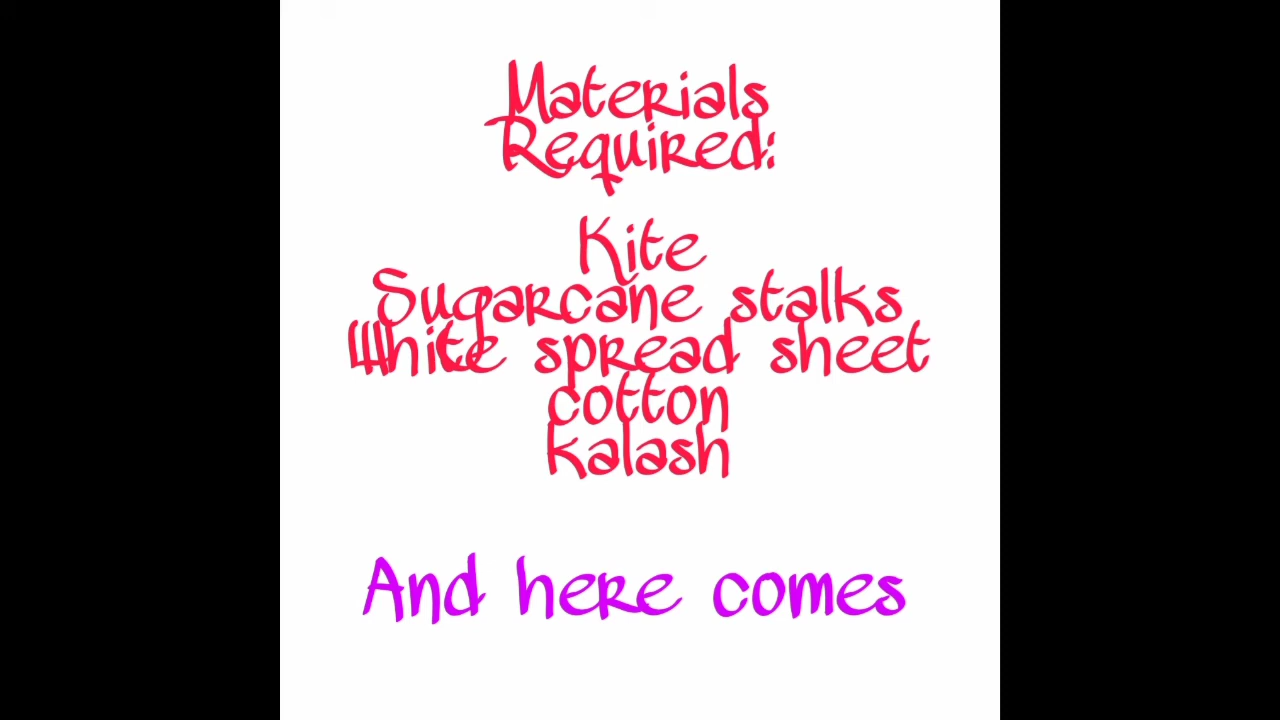 Materials
Required:
Kite
Sugarcane stalks
White spread sheet
cotton
kalash
And here comes